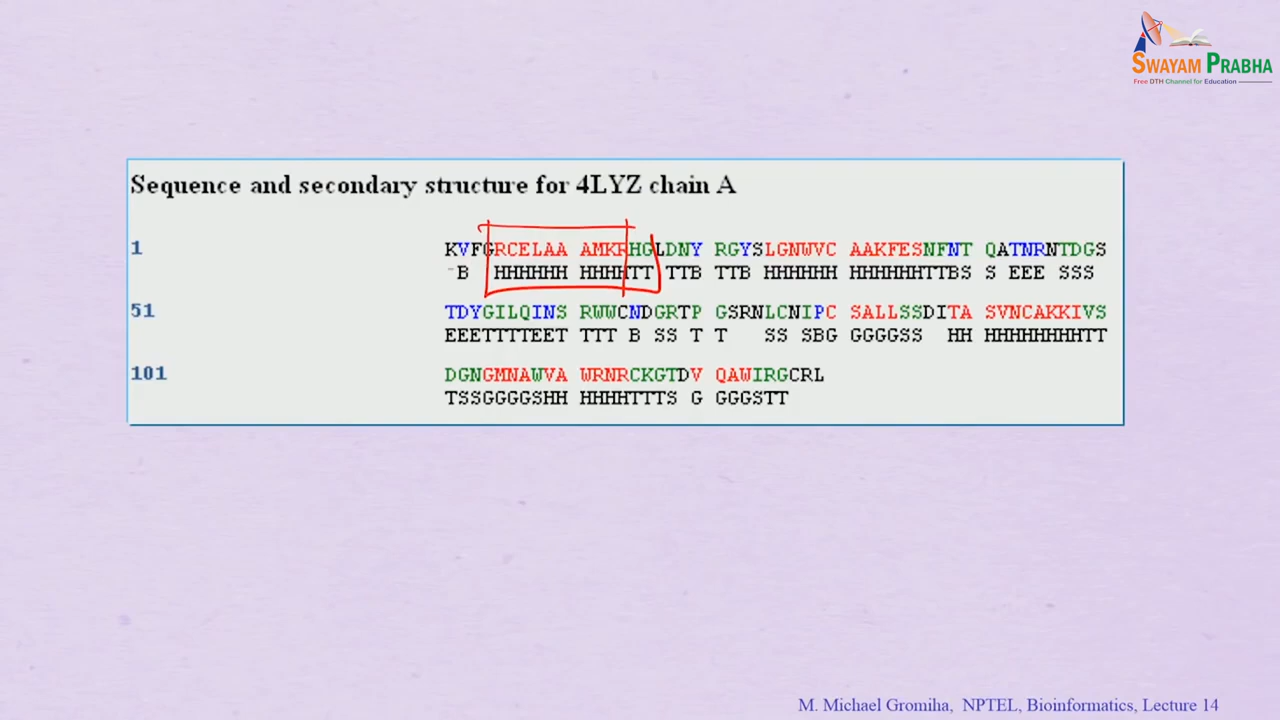 SWAYAM PRABHA
Free DTH Channel for Education
Sequence and secondary structure for 4LYZ chain A
1 KVFGRCELAA AMKRHGLDNY RGYSLGNWVC AAKFESNFNT QATNRNTDGS
B HHHHHH HHHHTT TTB TTB HHHHHH HHHHHHTTBS S EEE SSS
51 TDYGILQINS RWWCNDGRTP GSRNLCNIPC SALLSSDITA SVNCAKKIVS
EEETTTTEET TTT B SS T T SS SBG GGGGSS HH HHHHHHHHTT
101 DGNGMNAWVA WRNRCKGTDV QAWIRGCRL
TSSGGGGSHH HHHHTTTS G GGGSTT
M. Michael Gromiha, NPTEL, Bioinformatics, Lecture 14